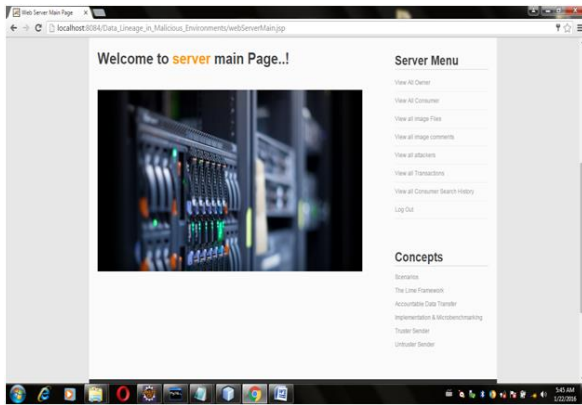 Web Server Main Page
localhost:8084/Data_Lineage_in_Malicious_Environments/webServerMain.jsp
Welcome to server main Page..!
Server Menu
View All Owner
View All Consumer
View all image Files
View all image comments
View all attackers
View all Transactions
View all Consumer Search History
Log Out
Concepts
Scenarios
The Lime Framework
Accountable Data Transfer
Implementation & Microbenchmarking
Truster Sender
Untruster Sender
5:45 AM
1/22/2016